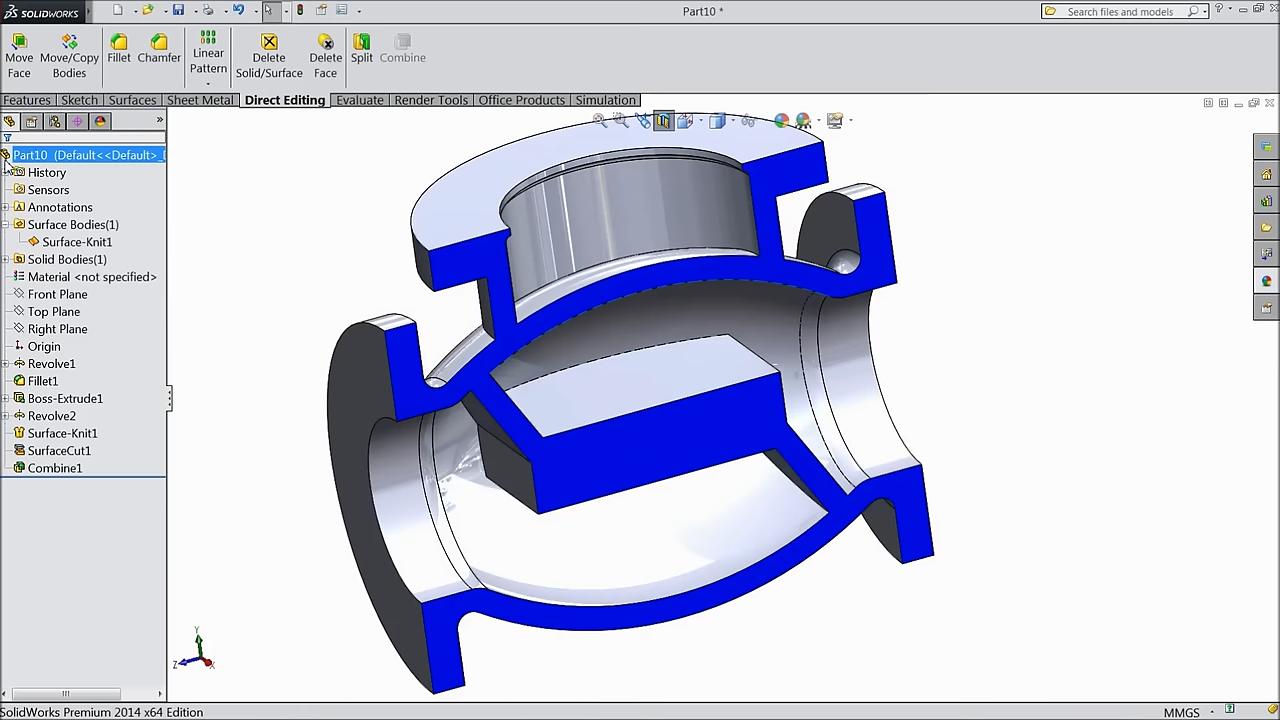 SOLIDWORKS
Part10 *
Search files and models
Move Face
Move/Copy Bodies
Fillet
Chamfer
Linear Pattern
Delete Solid/Surface
Delete Face
Split
Combine
Features
Sketch
Surfaces
Sheet Metal
Direct Editing
Evaluate
Render Tools
Office Products
Simulation
Part10 (Default<<Default>_
History
Sensors
Annotations
Surface Bodies(1)
Surface-Knit1
Solid Bodies(1)
Material <not specified>
Front Plane
Top Plane
Right Plane
Origin
Revolve1
Fillet1
Boss-Extrude1
Revolve2
Surface-Knit1
SurfaceCut1
Combine1
Y
Z
X
SolidWorks Premium 2014 x64 Edition
MMGS